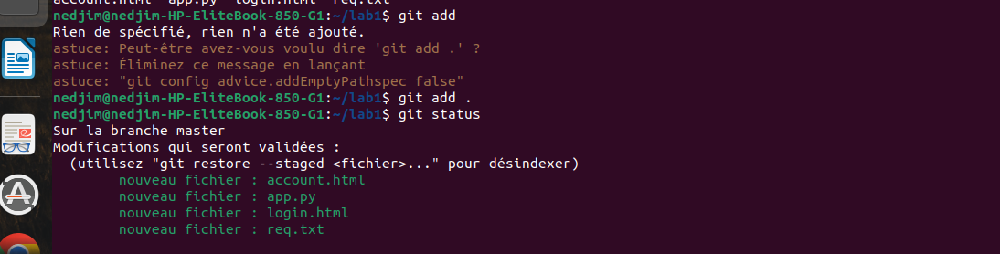 account.html  app.py  login.html  req.txt
nedjim@nedjim-HP-EliteBook-850-G1:~/lab1$ git add
Rien de spécifié, rien n'a été ajouté.
astuce: Peut-être avez-vous voulu dire 'git add .' ?
astuce: Éliminez ce message en lançant
astuce: "git config advice.addEmptyPathspec false"
nedjim@nedjim-HP-EliteBook-850-G1:~/lab1$ git add .
nedjim@nedjim-HP-EliteBook-850-G1:~/lab1$ git status
Sur la branche master
Modifications qui seront validées :
  (utilisez "git restore --staged <fichier>..." pour désindexer)
        nouveau fichier : account.html
        nouveau fichier : app.py
        nouveau fichier : login.html
        nouveau fichier : req.txt